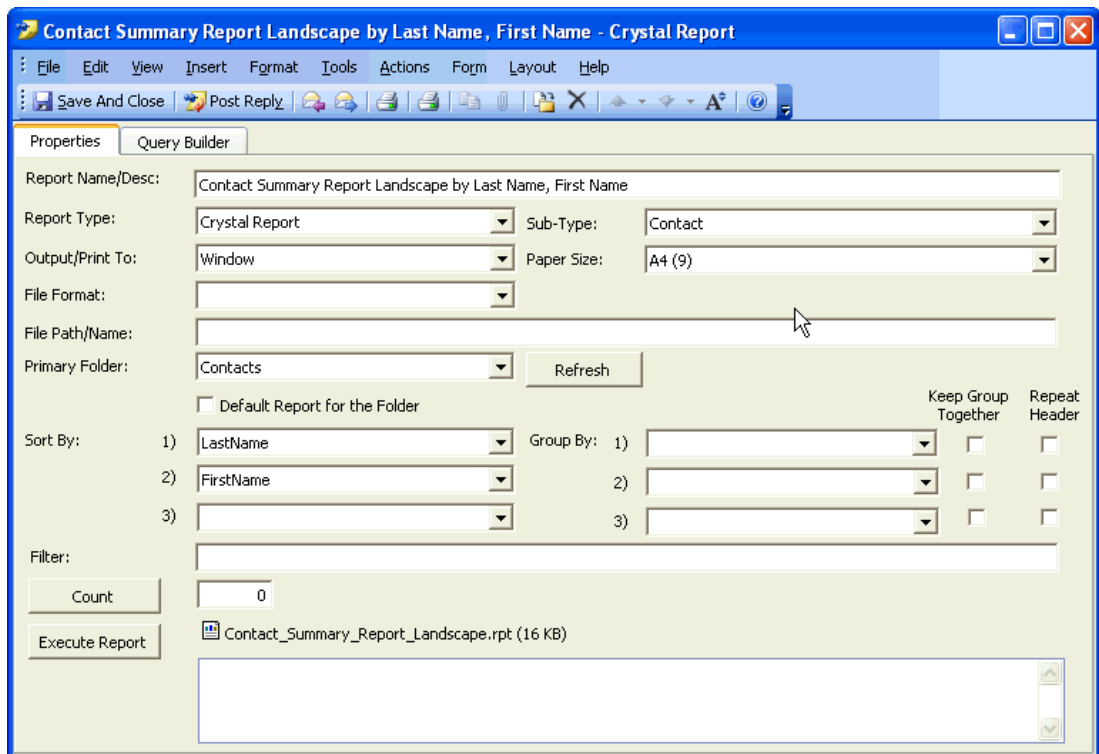 Contact Summary Report Landscape by Last Name, First Name - Crystal Report
File Edit View Insert Format Tools Actions Form Layout Help
Save And Close Post Reply
Properties Query Builder
Report Name/Desc: Contact Summary Report Landscape by Last Name, First Name
Report Type: Crystal Report Sub-Type: Contact
Output/Print To: Window Paper Size: A4 (9)
File Format:
File Path/Name:
Primary Folder: Contacts Refresh
Default Report for the Folder Keep Group Together Repeat Header
Sort By: 1) LastName Group By: 1)
2) FirstName 2)
3) 3)
Filter:
Count 0
Execute Report Contact_Summary_Report_Landscape.rpt (16 KB)